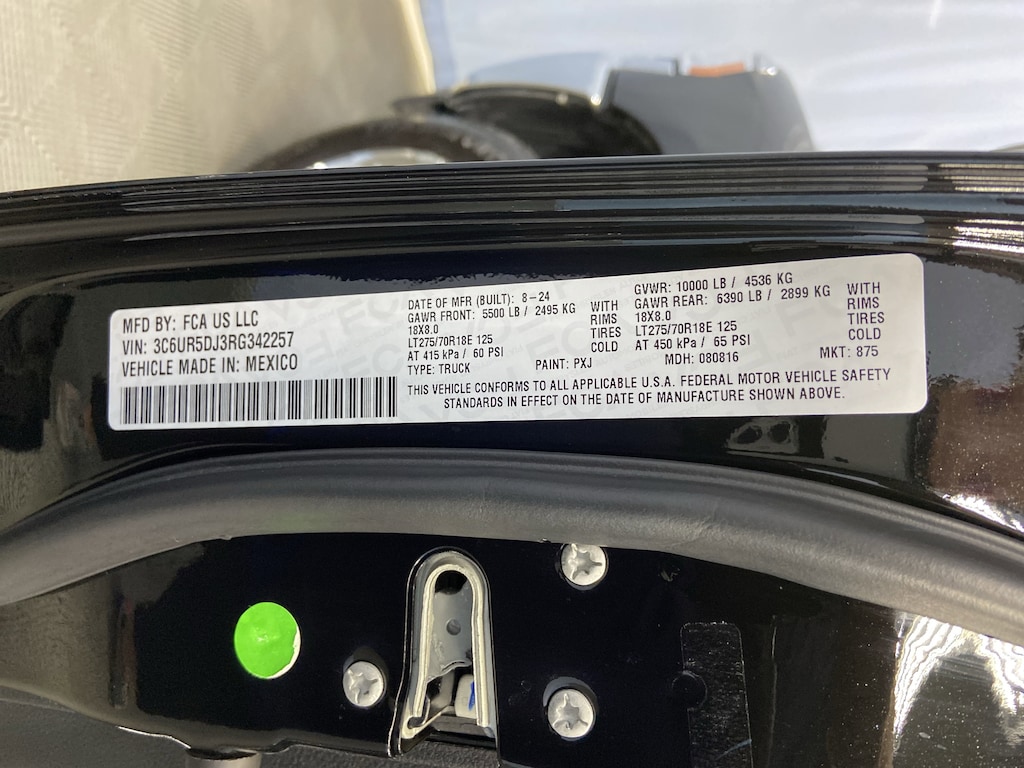 MFD BY: FCA US LLC
VIN: 3C6UR5DJ3RG342257
VEHICLE MADE IN: MEXICO
DATE OF MFR (BUILT): 8-24
GAWR FRONT: 5500 LB / 2495 KG WITH
18X8.0 RIMS
LT275/70R18E 125 TIRES
AT 415 kPa / 60 PSI COLD
TYPE: TRUCK
PAINT: PXJ
GVWR: 10000 LB / 4536 KG
GAWR REAR: 6390 LB / 2899 KG WITH
18X8.0 RIMS
LT275/70R18E 125 TIRES
AT 450 kPa / 65 PSI COLD
MDH: 080816
MKT: 875
THIS VEHICLE CONFORMS TO ALL APPLICABLE U.S.A. FEDERAL MOTOR VEHICLE SAFETY
STANDARDS IN EFFECT ON THE DATE OF MANUFACTURE SHOWN ABOVE.